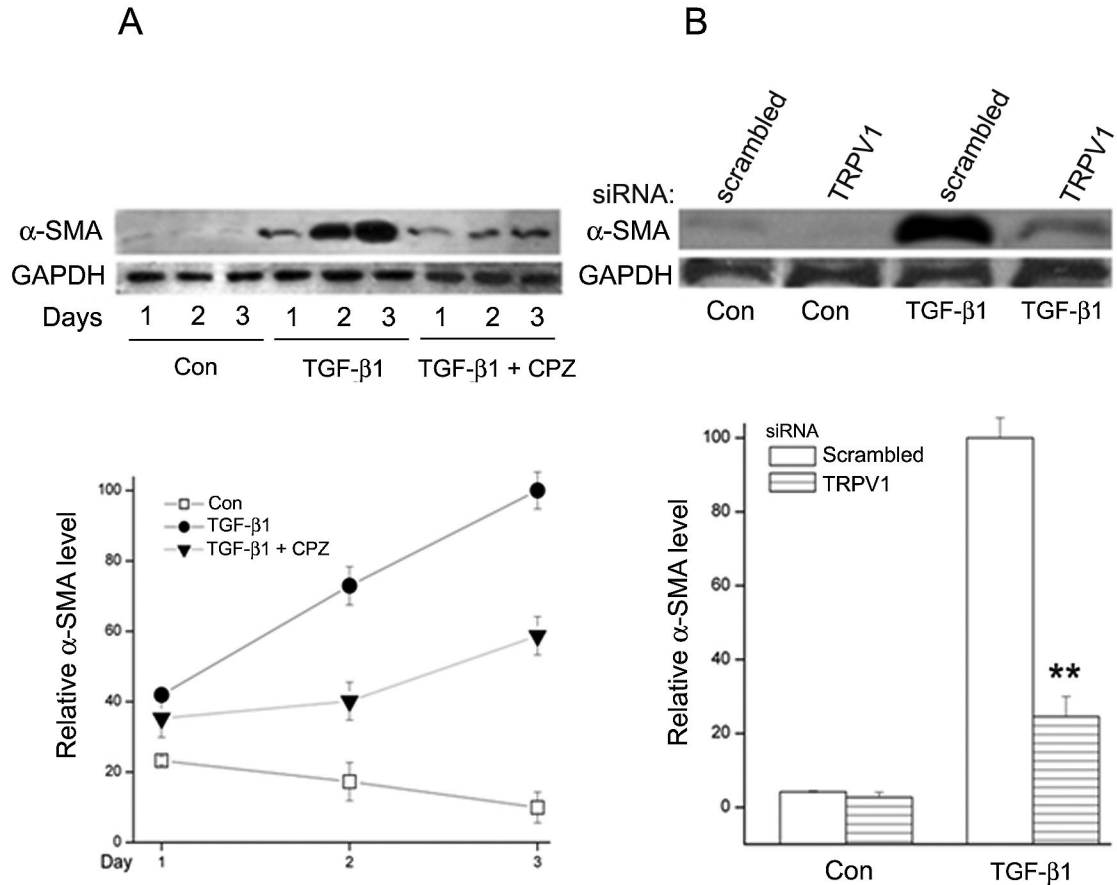 A
α-SMA
GAPDH
Days 1 2 3 1 2 3 1 2 3
Con TGF-β1 TGF-β1 + CPZ
Relative α-SMA level
100
80
60
40
20
0
Con
TGF-β1
TGF-β1 + CPZ
Day 1 2 3
B
siRNA: scrambled TRPV1 scrambled TRPV1
α-SMA
GAPDH
Con Con TGF-β1 TGF-β1
Relative α-SMA level
100
80
60
40
20
0
siRNA
Scrambled
TRPV1
**
Con TGF-β1